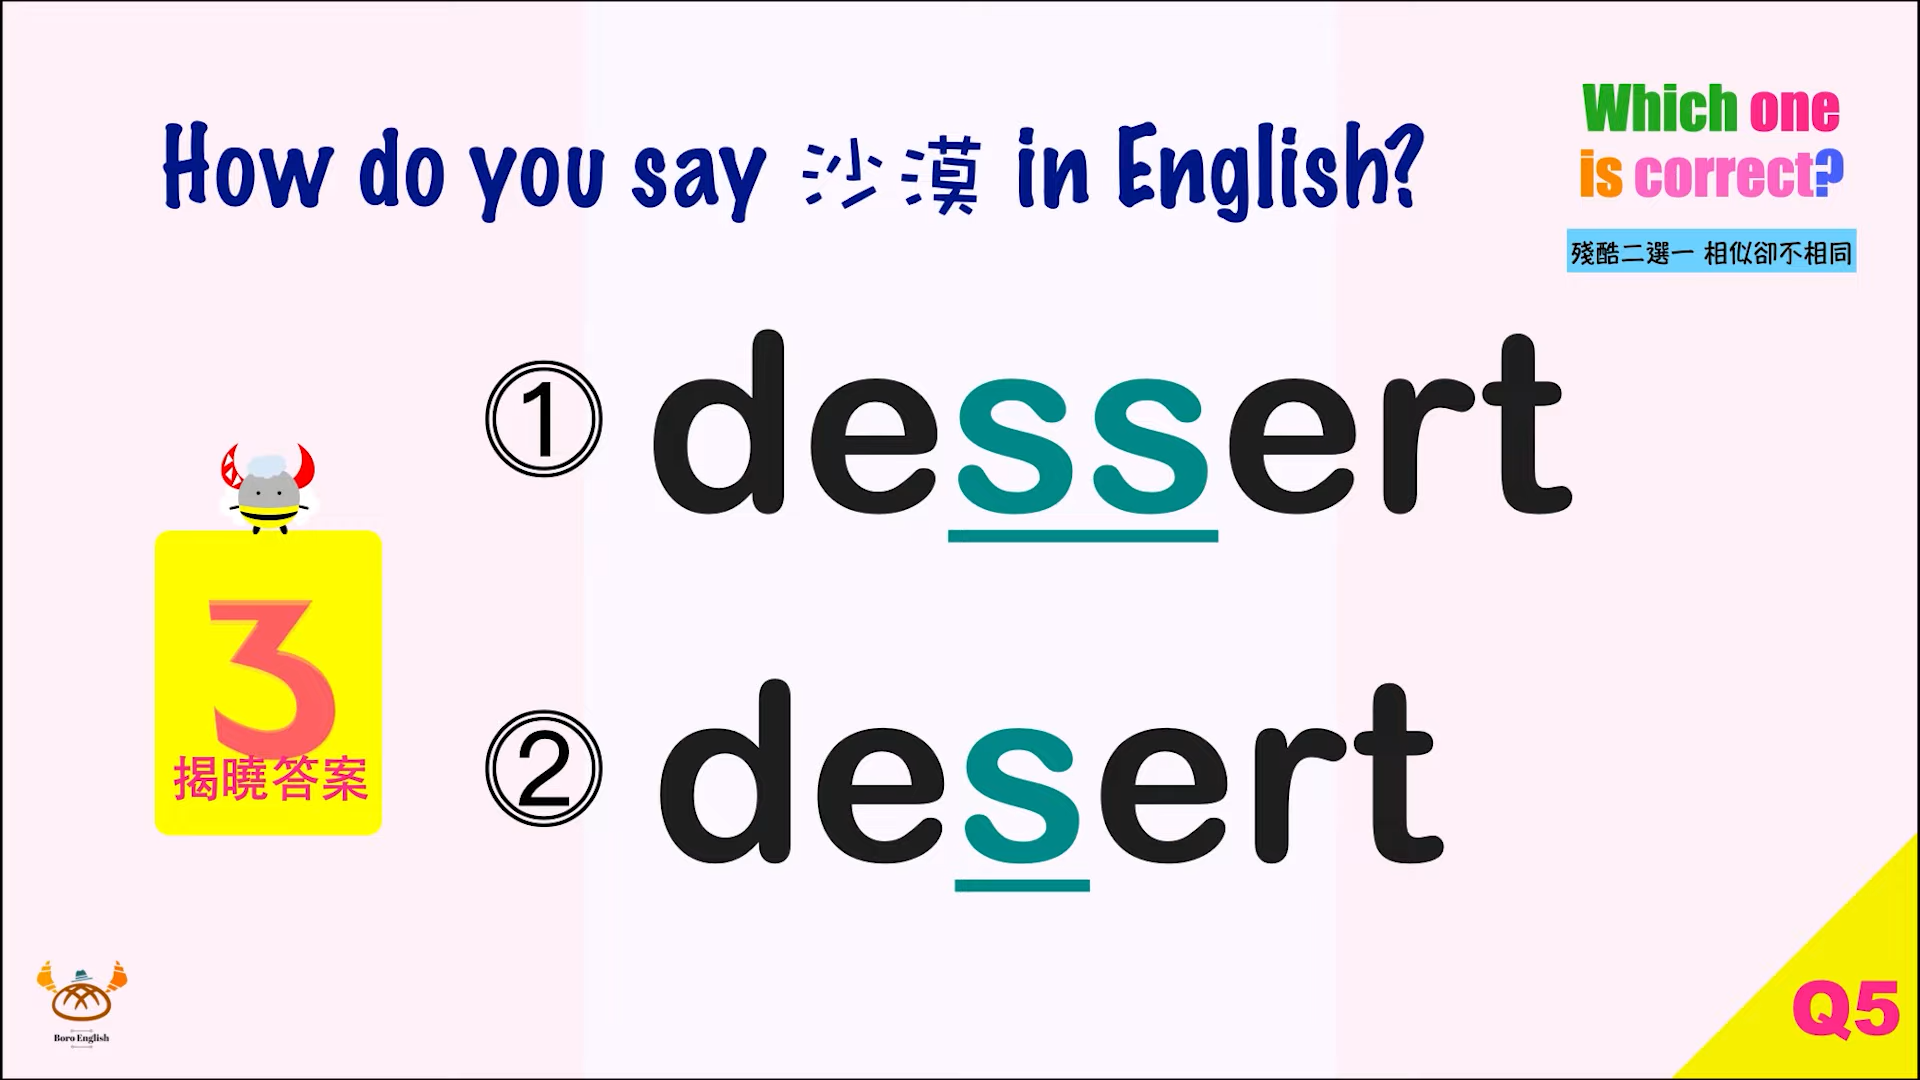 How do you say 沙漠 in English?
Which one
is correct?
殘酷二選一 相似卻不相同
① dessert
3
揭曉答案
② desert
Boro English
Q5